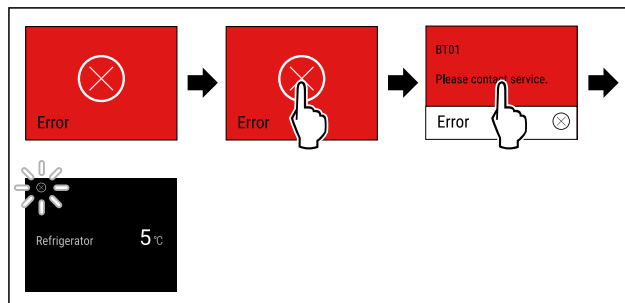 Error
Error
BT01
Please contact service.
Error
Refrigerator 5 °C